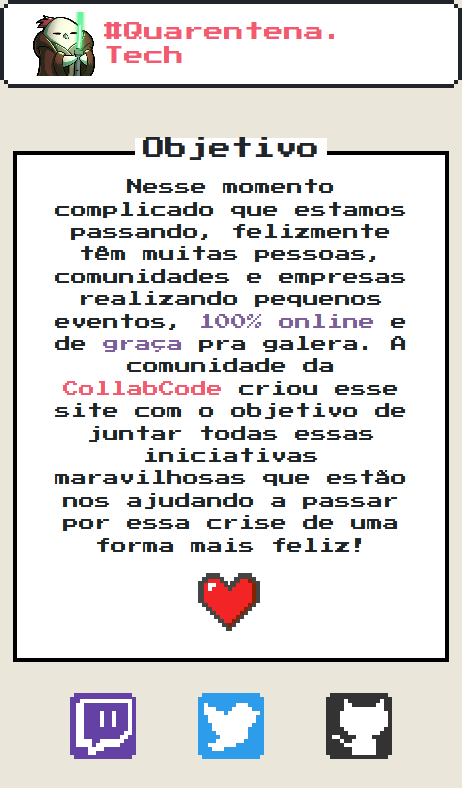 #Quarentena.
Tech
Objetivo
Nesse momento
complicado que estamos
passando, felizmente
têm muitas pessoas,
comunidades e empresas
realizando pequenos
eventos, 100% online e
de graça pra galera. A
comunidade da
CollabCode criou esse
site com o objetivo de
juntar todas essas
iniciativas
maravilhosas que estão
nos ajudando a passar
por essa crise de uma
forma mais feliz!